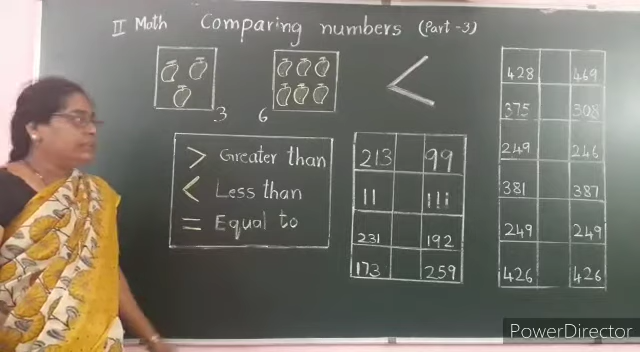 II Math Comparing numbers (Part -3)
3 6 <
> Greater than
< Less than
= Equal to
213 99
11 111
231 192
173 259
428 469
375 308
249 246
381 387
249 249
426 426
PowerDirector